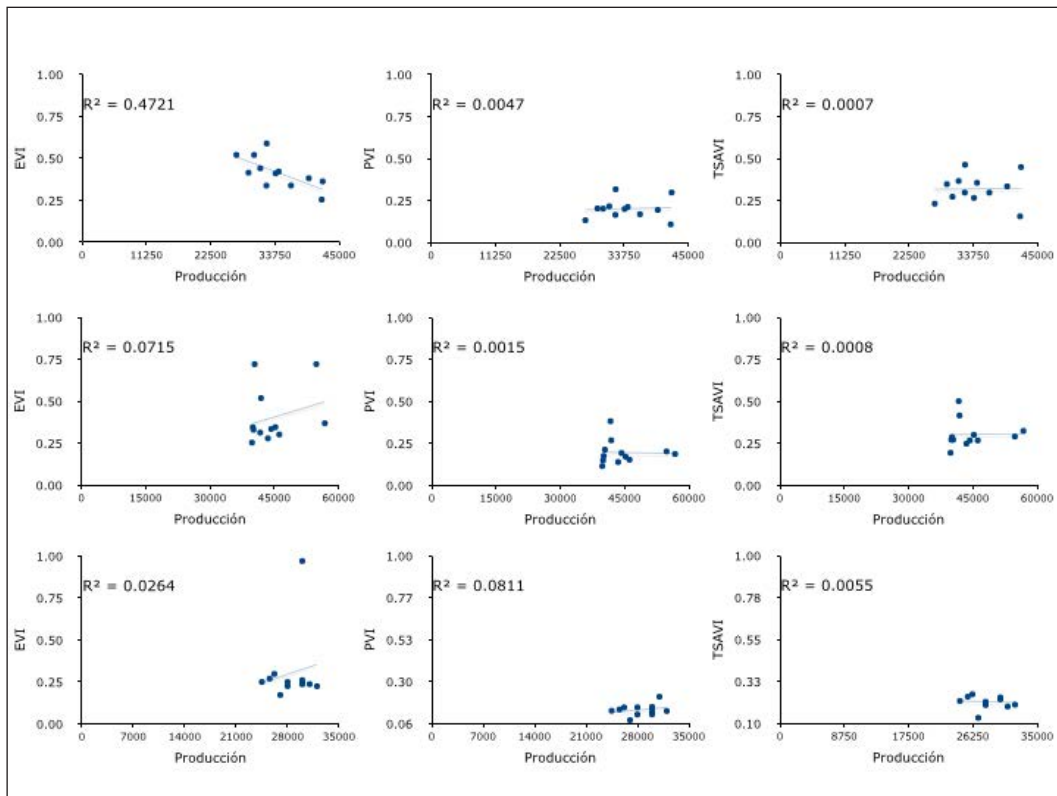 1.00 1.00 1.00
R² = 0.4721 R² = 0.0047 R² = 0.0007
0.75 0.75 0.75
EVI PVI TSAVI
0.50 0.50 0.50
0.25 0.25 0.25
0.00 0.00 0.00
0 11250 22500 33750 45000 0 11250 22500 33750 45000 0 11250 22500 33750 45000
Producción Producción Producción
1.00 1.00 1.00
R² = 0.0715 R² = 0.0015 R² = 0.0008
0.75 0.75 0.75
EVI PVI TSAVI
0.50 0.50 0.50
0.25 0.25 0.25
0.00 0.00 0.00
0 15000 30000 45000 60000 0 15000 30000 45000 60000 0 15000 30000 45000 60000
Producción Producción Producción
1.00 1.00 1.00
R² = 0.0264 R² = 0.0811 R² = 0.0055
0.75 0.77 0.78
EVI PVI TSAVI
0.50 0.53 0.55
0.25 0.30 0.33
0.00 0.06 0.10
0 7000 14000 21000 28000 35000 0 7000 14000 21000 28000 35000 0 8750 17500 26250 35000
Producción Producción Producción